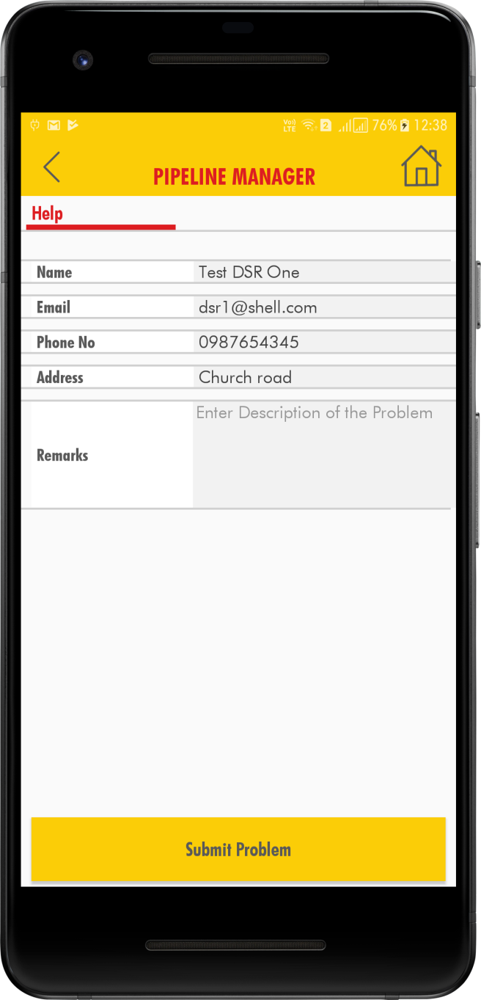 Voi) LTE 2 76% 12:38
PIPELINE MANAGER
Help
Name Test DSR One
Email dsr1@shell.com
Phone No 0987654345
Address Church road
Enter Description of the Problem
Remarks
Submit Problem